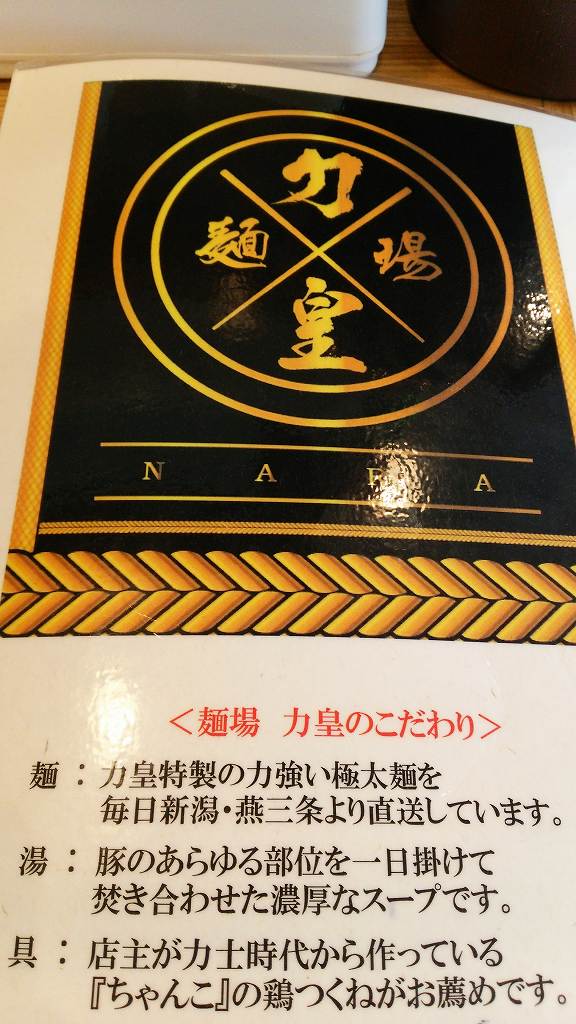 力
麺 場
皇
N A R A
＜麺場 力皇のこだわり＞
麺：力皇特製の力強い極太麺を
毎日新潟・燕三条より直送しています。
湯：豚のあらゆる部位を一日掛けて
焚き合わせた濃厚なスープです。
具：店主が力士時代から作っている
『ちゃんこ』の鶏つくねがお薦めです。